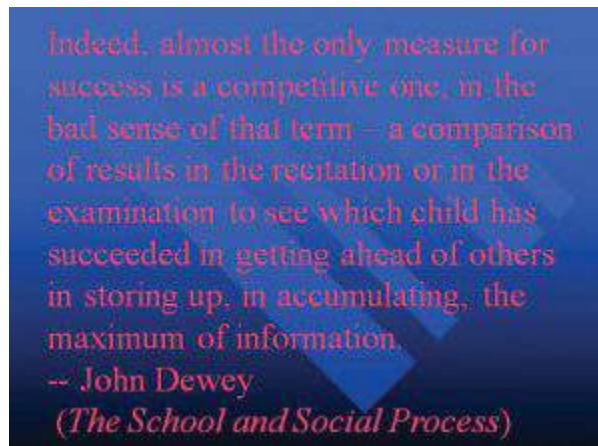 Indeed, almost the only measure for
success is a competitive one, in the
bad sense of that term – a comparison
of results in the recitation or in the
examination to see which child has
succeeded in getting ahead of others
in storing up, in accumulating, the
maximum of information.
-- John Dewey
(The School and Social Process)